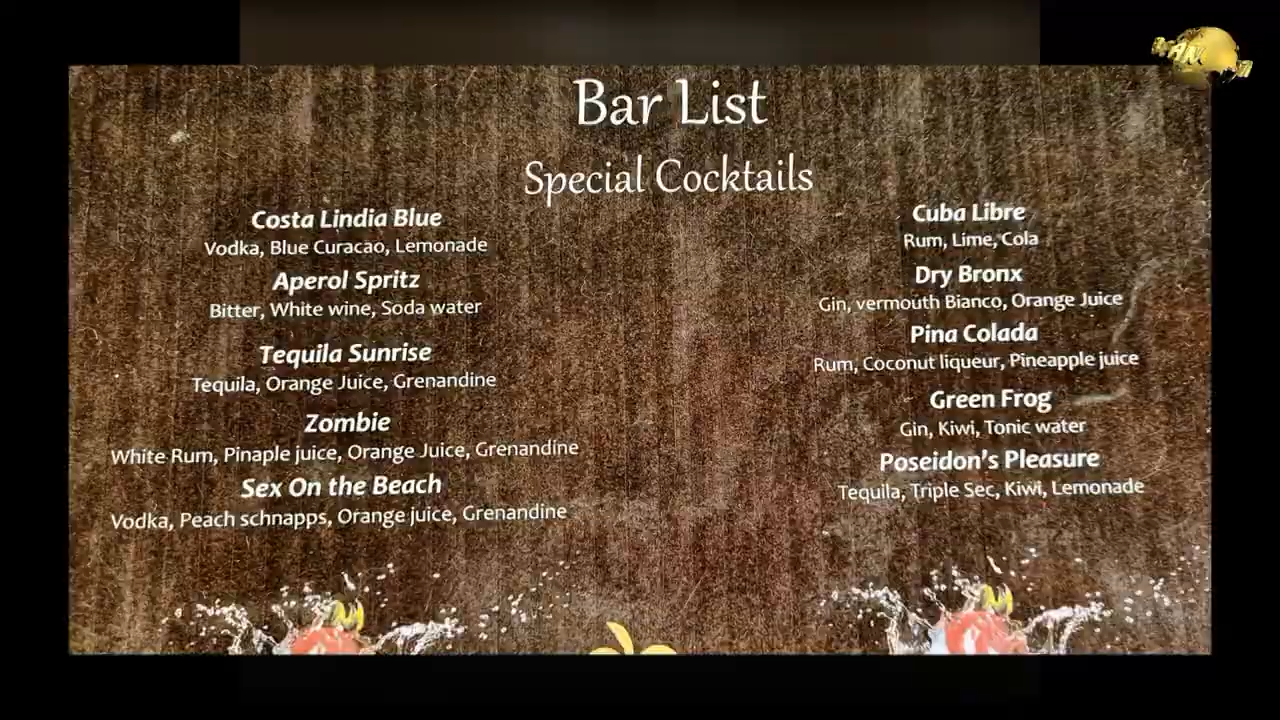 Bar List
Special Cocktails
Costa Lindia Blue
Vodka, Blue Curacao, Lemonade
Aperol Spritz
Bitter, White wine, Soda water
Tequila Sunrise
Tequila, Orange Juice, Grenandine
Zombie
White Rum, Pinaple juice, Orange Juice, Grenandine
Sex On the Beach
Vodka, Peach schnapps, Orange juice, Grenandine
Cuba Libre
Rum, Lime, Cola
Dry Bronx
Gin, vermouth Bianco, Orange Juice
Pina Colada
Rum, Coconut liqueur, Pineapple juice
Green Frog
Gin, Kiwi, Tonic water
Poseidon's Pleasure
Tequila, Triple Sec, Kiwi, Lemonade